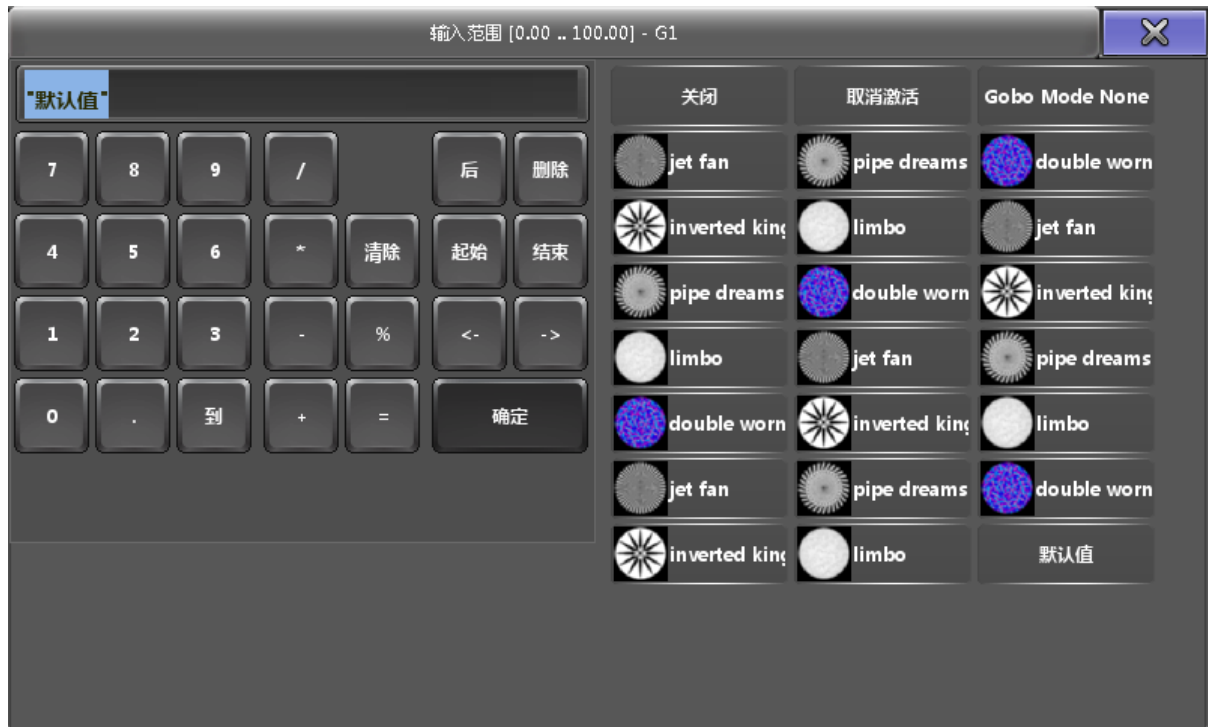 输入范围 [0.00 .. 100.00] - G1
"默认值"
7 8 9 / 后 删除
4 5 6 * 清除 起始 结束
1 2 3 - % <- ->
0 . 到 + = 确定
关闭 取消激活 Gobo Mode None
jet fan pipe dreams double worn
inverted king limbo jet fan
pipe dreams double worn inverted king
limbo jet fan pipe dreams
double worn inverted king limbo
jet fan pipe dreams double worn
inverted king limbo 默认值